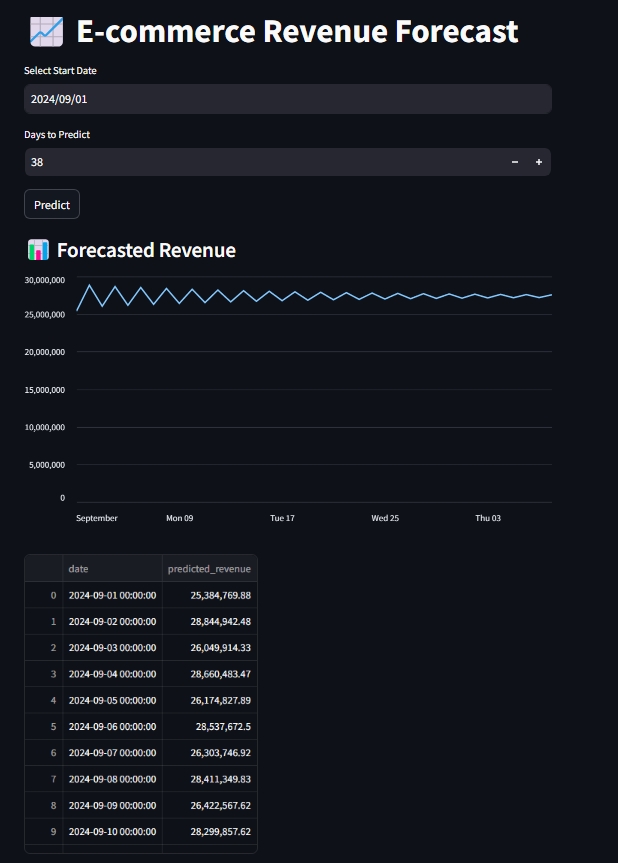 E-commerce Revenue Forecast
Select Start Date
2024/09/01
Days to Predict
38
Predict
Forecasted Revenue
30,000,000
25,000,000
20,000,000
15,000,000
10,000,000
5,000,000
0
September Mon 09 Tue 17 Wed 25 Thu 03
date predicted_revenue
0 2024-09-01 00:00:00 25,384,769.88
1 2024-09-02 00:00:00 28,844,942.48
2 2024-09-03 00:00:00 26,049,914.33
3 2024-09-04 00:00:00 28,660,483.47
4 2024-09-05 00:00:00 26,174,827.89
5 2024-09-06 00:00:00 28,537,672.5
6 2024-09-07 00:00:00 26,303,746.92
7 2024-09-08 00:00:00 28,411,349.83
8 2024-09-09 00:00:00 26,422,567.62
9 2024-09-10 00:00:00 28,299,857.62